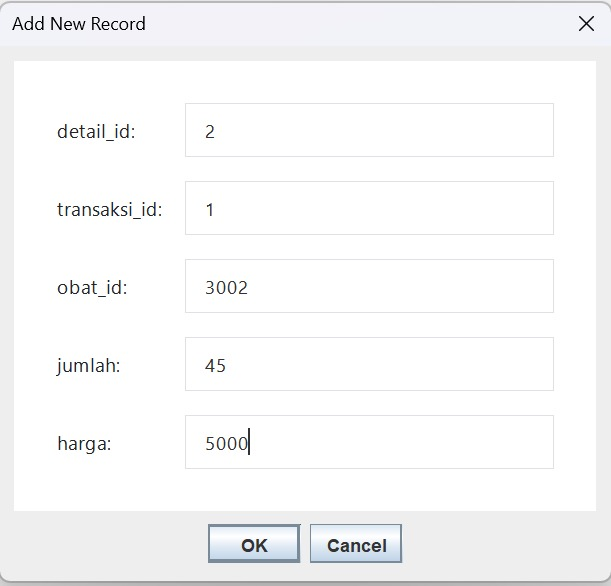 Add New Record
detail_id: 2
transaksi_id: 1
obat_id: 3002
jumlah: 45
harga: 5000
OK Cancel